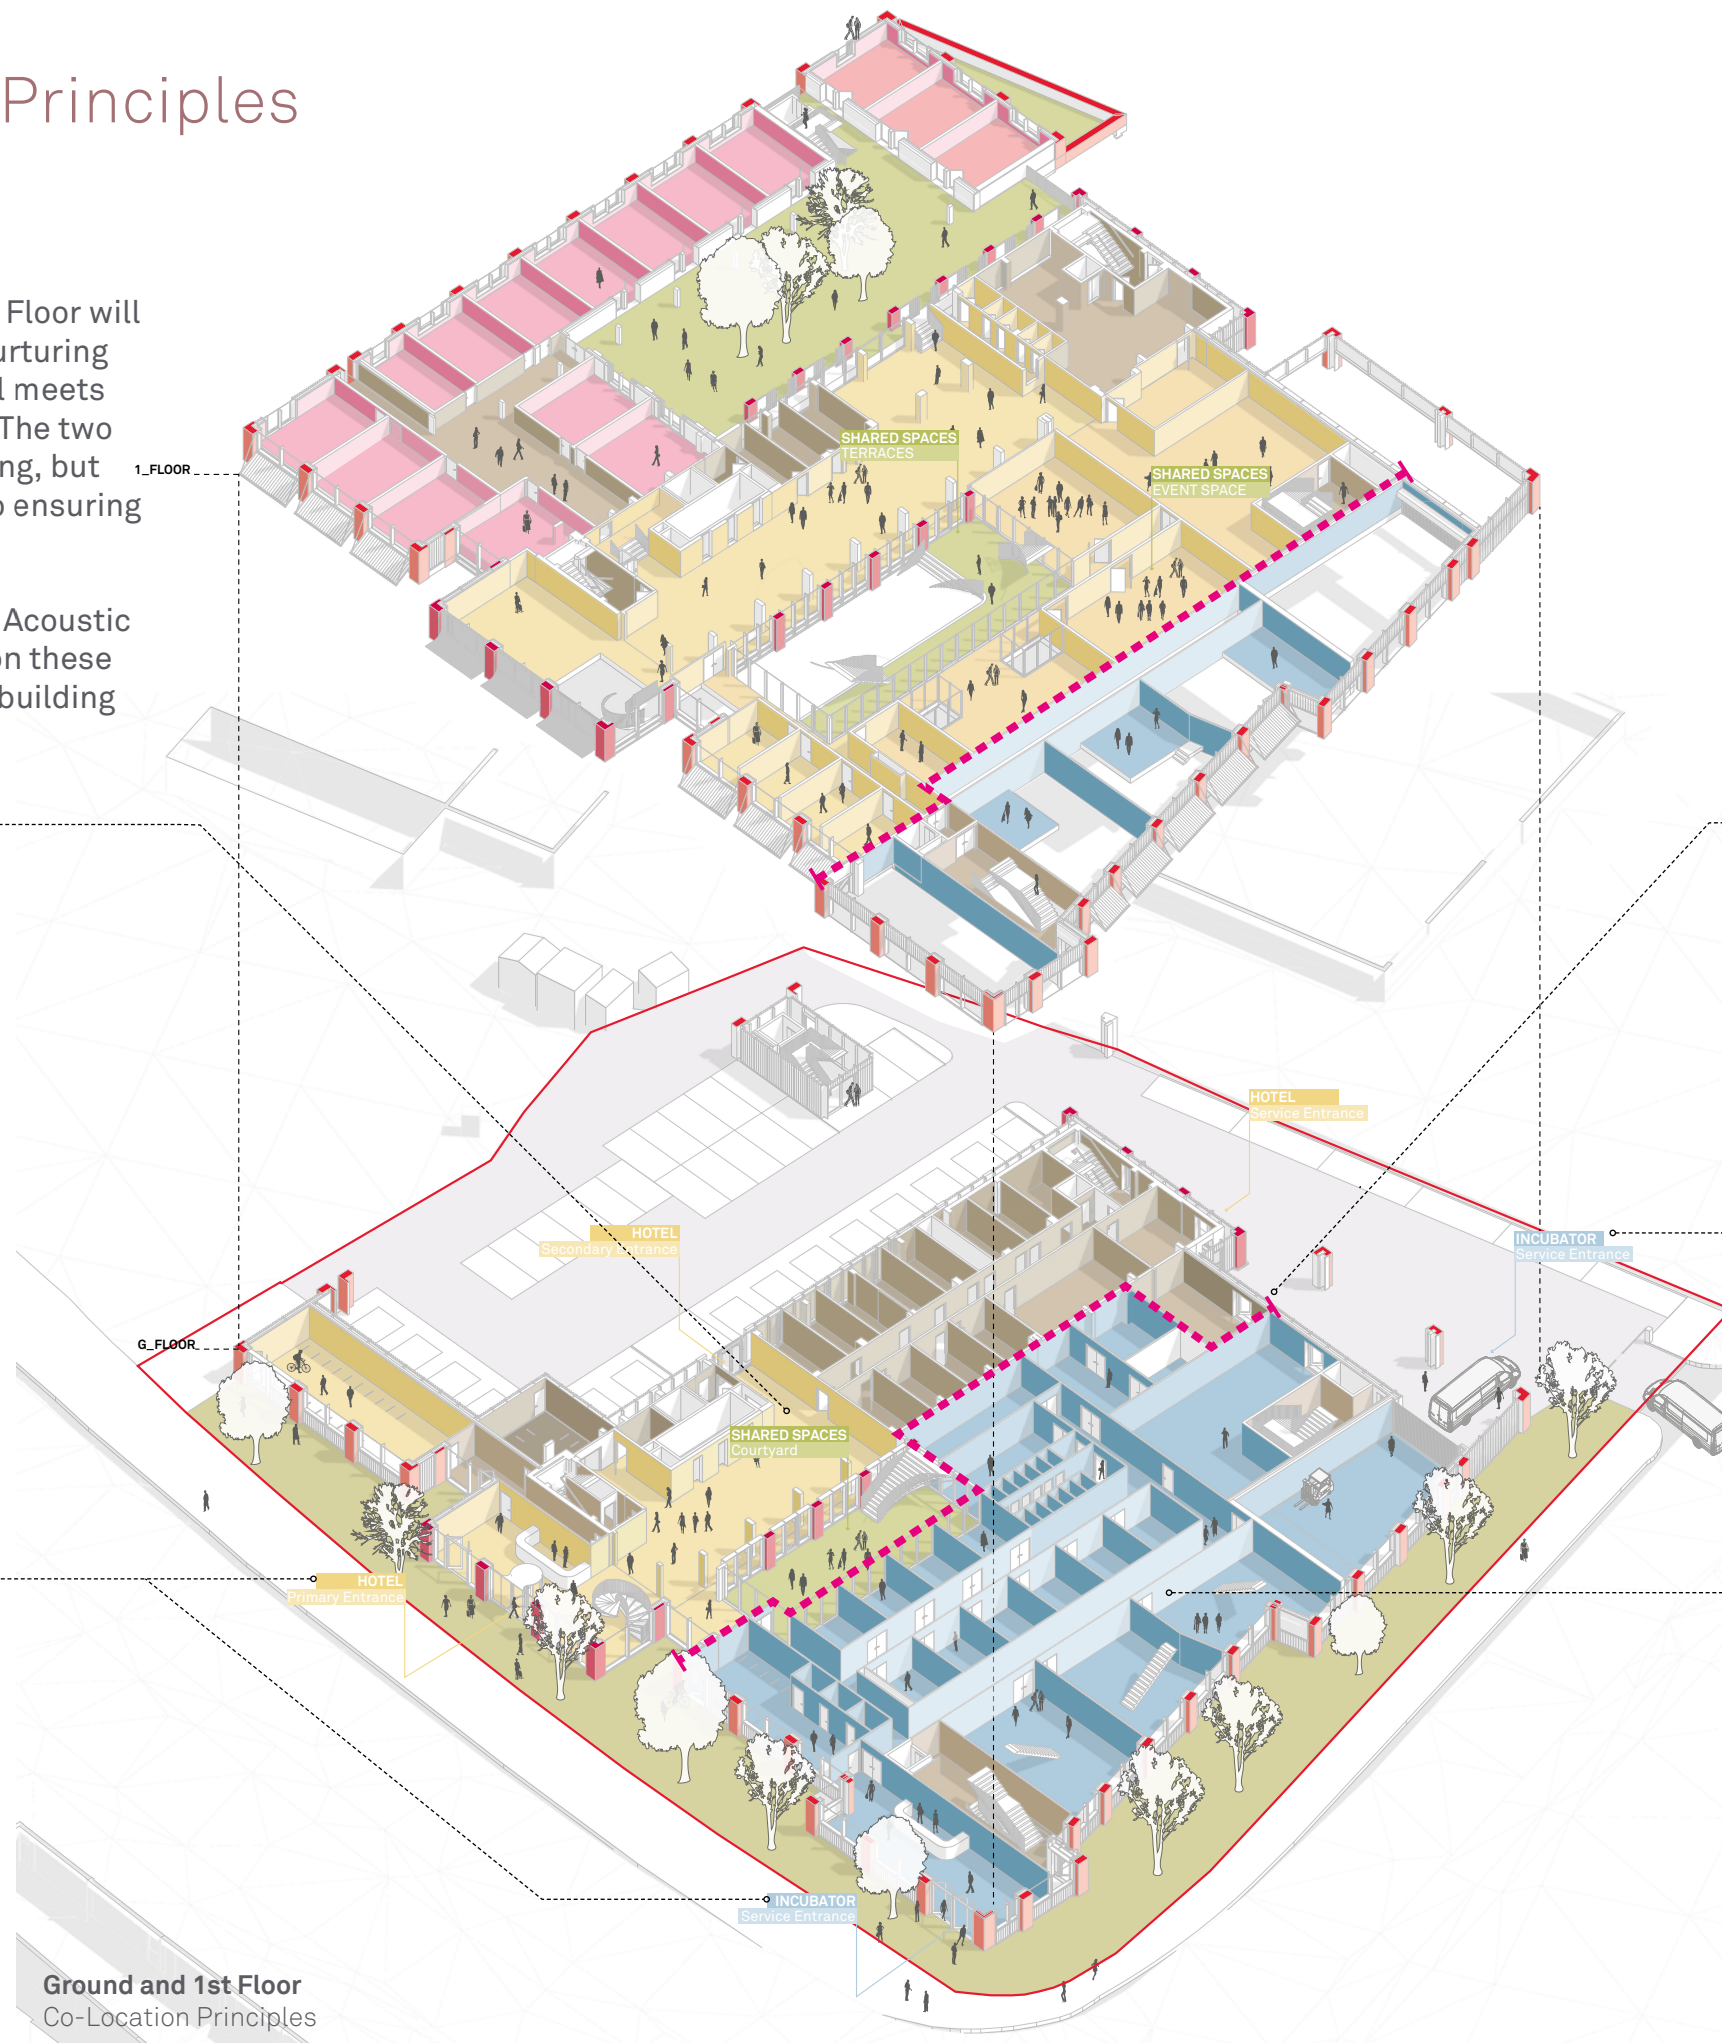 Principles
Floor will
urturing
l meets
The two
ng, but
o ensuring
Acoustic
on these
building
1_FLOOR
SHARED SPACES
TERRACES
SHARED SPACES
EVENT SPACE
HOTEL
Service Entrance
HOTEL
Secondary Entrance
INCUBATOR
Service Entrance
G_FLOOR
SHARED SPACES
Courtyard
HOTEL
Primary Entrance
INCUBATOR
Service Entrance
Ground and 1st Floor
Co-Location Principles